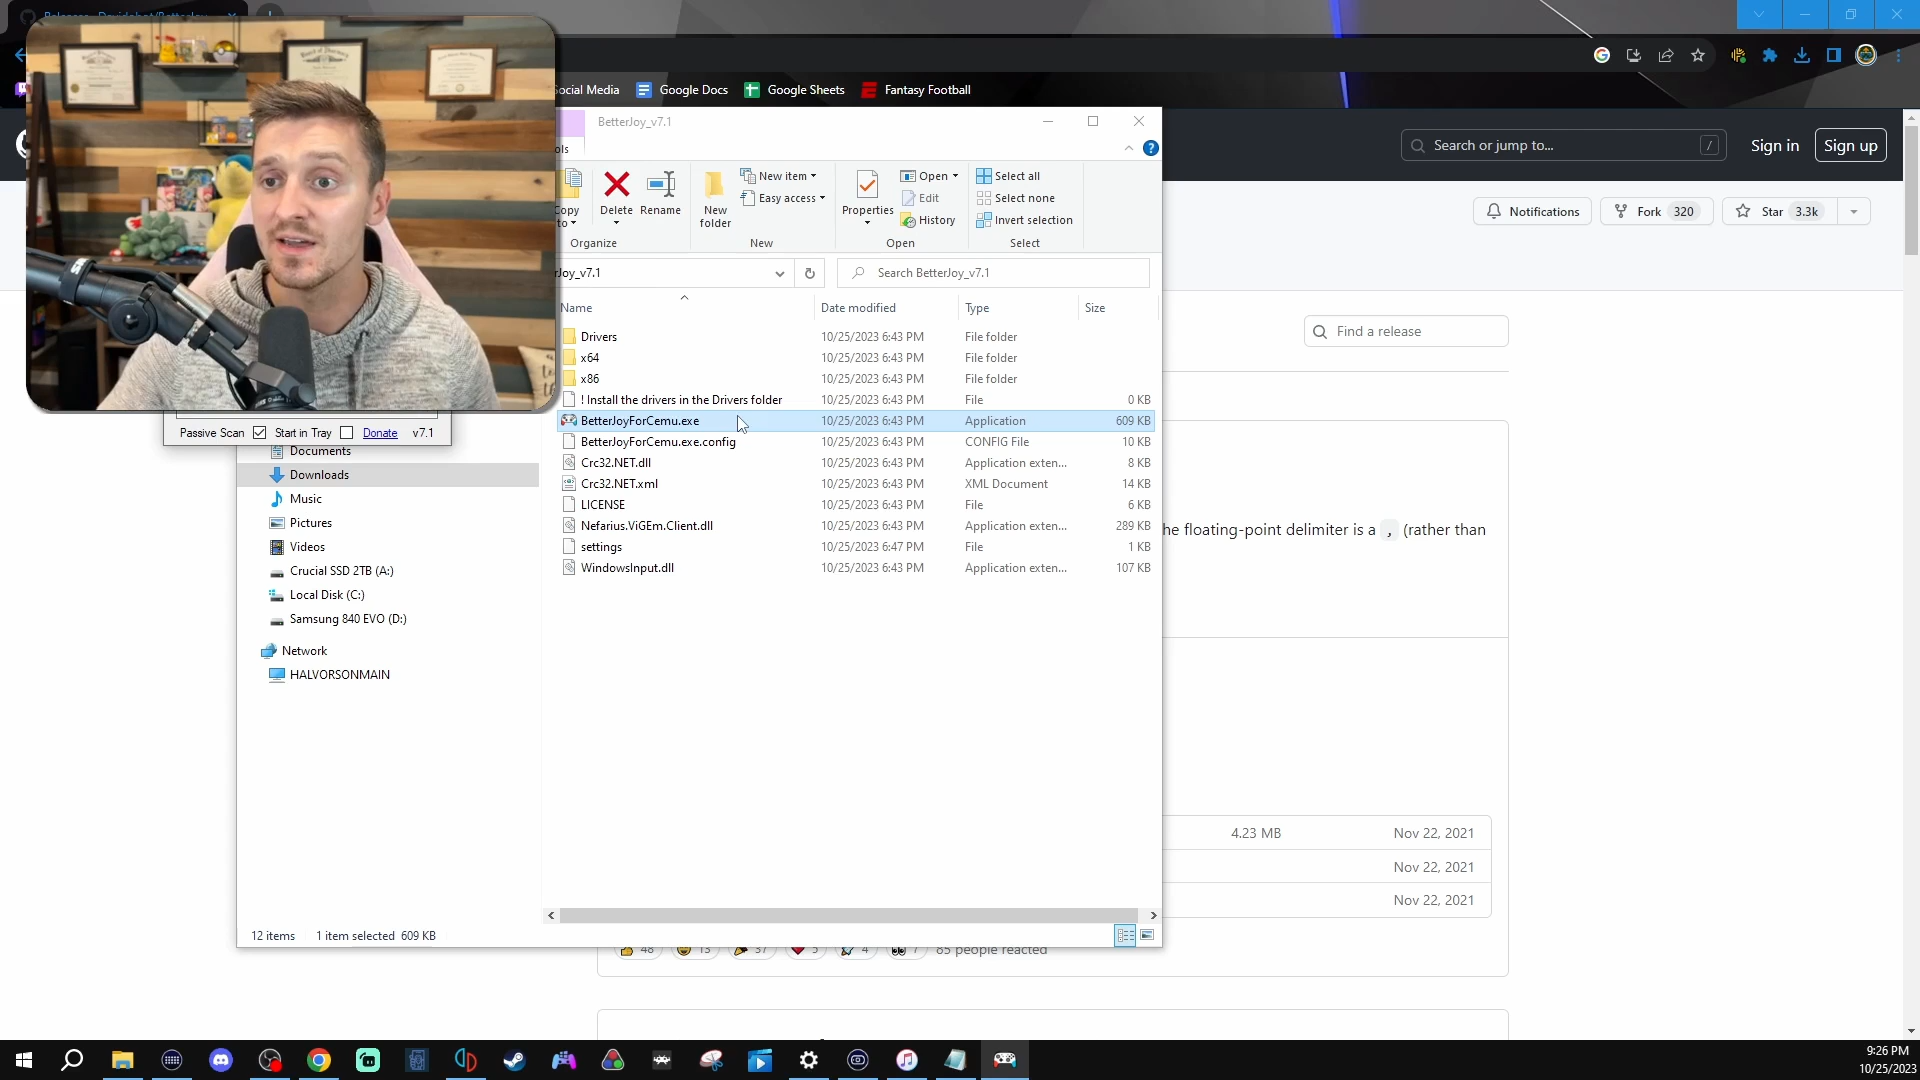 Social Media
Google Docs
Google Sheets
Fantasy Football
BetterJoy_v7.1
Search or jump to...
/
Sign in
Sign up
Copy to
Delete
Rename
New folder
New item
Easy access
Properties
Open
Edit
History
Select all
Select none
Invert selection
Organize
New
Open
Select
Notifications
Fork 320
Star 3.3k
rJoy_v7.1
Search BetterJoy_v7.1
Name Date modified Type Size
Find a release
Drivers 10/25/2023 6:43 PM File folder
x64 10/25/2023 6:43 PM File folder
x86 10/25/2023 6:43 PM File folder
! Install the drivers in the Drivers folder 10/25/2023 6:43 PM File 0 KB
BetterJoyForCemu.exe 10/25/2023 6:43 PM Application 609 KB
BetterJoyForCemu.exe.config 10/25/2023 6:43 PM CONFIG File 10 KB
Crc32.NET.dll 10/25/2023 6:43 PM Application exten... 8 KB
Crc32.NET.xml 10/25/2023 6:43 PM XML Document 14 KB
LICENSE 10/25/2023 6:43 PM File 6 KB
Nefarius.ViGEm.Client.dll 10/25/2023 6:43 PM Application exten... 289 KB
settings 10/25/2023 6:47 PM File 1 KB
WindowsInput.dll 10/25/2023 6:43 PM Application exten... 107 KB
Passive Scan Start in Tray Donate v7.1
Documents
Downloads
Music
Pictures
Videos
Crucial SSD 2TB (A:)
Local Disk (C:)
Samsung 840 EVO (D:)
Network
HALVORSONMAIN
he floating-point delimiter is a , (rather than
4.23 MB Nov 22, 2021
Nov 22, 2021
Nov 22, 2021
12 items 1 item selected 609 KB
48 13 37 5 4 7 85 people reacted
9:26 PM
10/25/2023